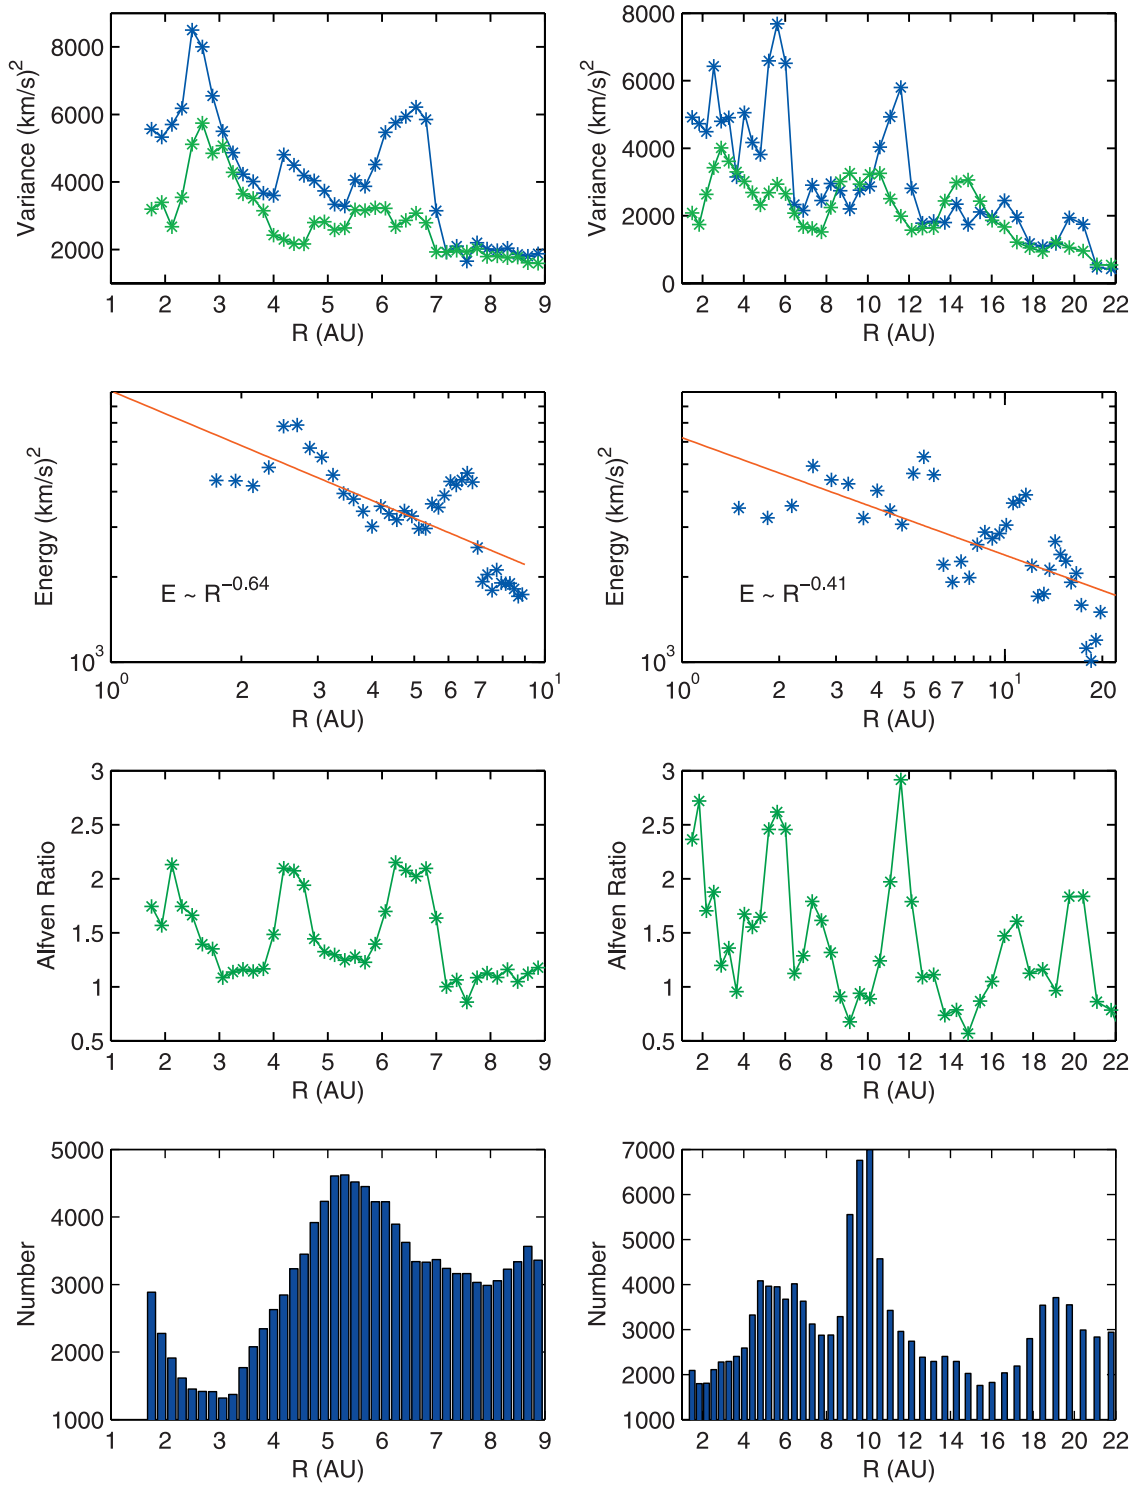 8000
6000
4000
2000
Variance (km/s)²
1 2 3 4 5 6 7 8 9
R (AU)
8000
6000
4000
2000
0
Variance (km/s)²
2 4 6 8 10 12 14 16 18 20 22
R (AU)
Energy (km/s)²
E ~ R^−0.64
10³
10⁰ 2 3 4 5 6 7 10¹
R (AU)
Energy (km/s)²
E ~ R^−0.41
10³
10⁰ 2 3 4 5 6 7 10¹ 20
R (AU)
3
2.5
2
1.5
1
0.5
Alfven Ratio
1 2 3 4 5 6 7 8 9
R (AU)
3
2.5
2
1.5
1
0.5
Alfven Ratio
2 4 6 8 10 12 14 16 18 20 22
R (AU)
5000
4000
3000
2000
1000
Number
1 2 3 4 5 6 7 8 9
R (AU)
7000
6000
5000
4000
3000
2000
1000
Number
2 4 6 8 10 12 14 16 18 20 22
R (AU)